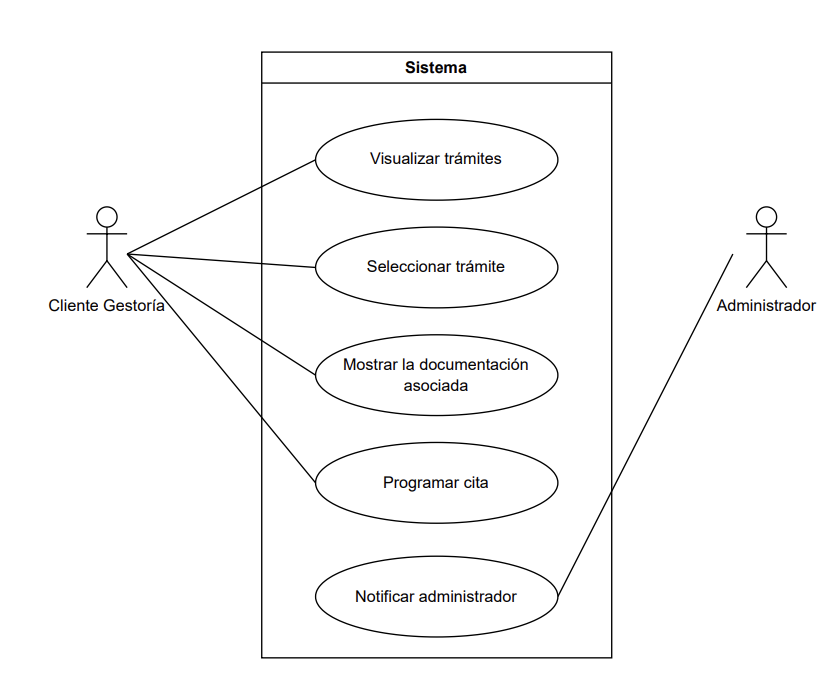 Sistema
Visualizar trámites
Seleccionar trámite
Cliente Gestoría
Administrador
Mostrar la documentación
asociada
Programar cita
Notificar administrador